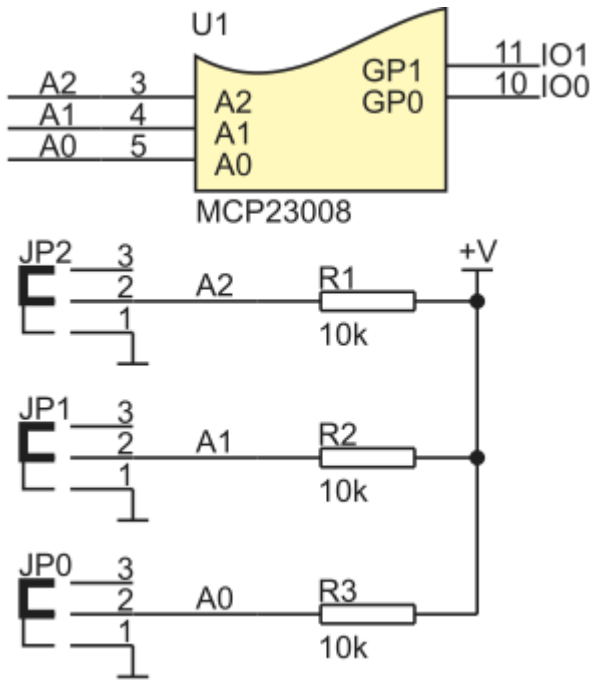 U1
A2 3 A2 GP1 11 IO1
A1 4 A1 GP0 10 IO0
A0 5 A0
MCP23008
JP2 3 +V
2 A2 R1
1 10k
JP1 3
2 A1 R2
1 10k
JP0 3
2 A0 R3
1 10k